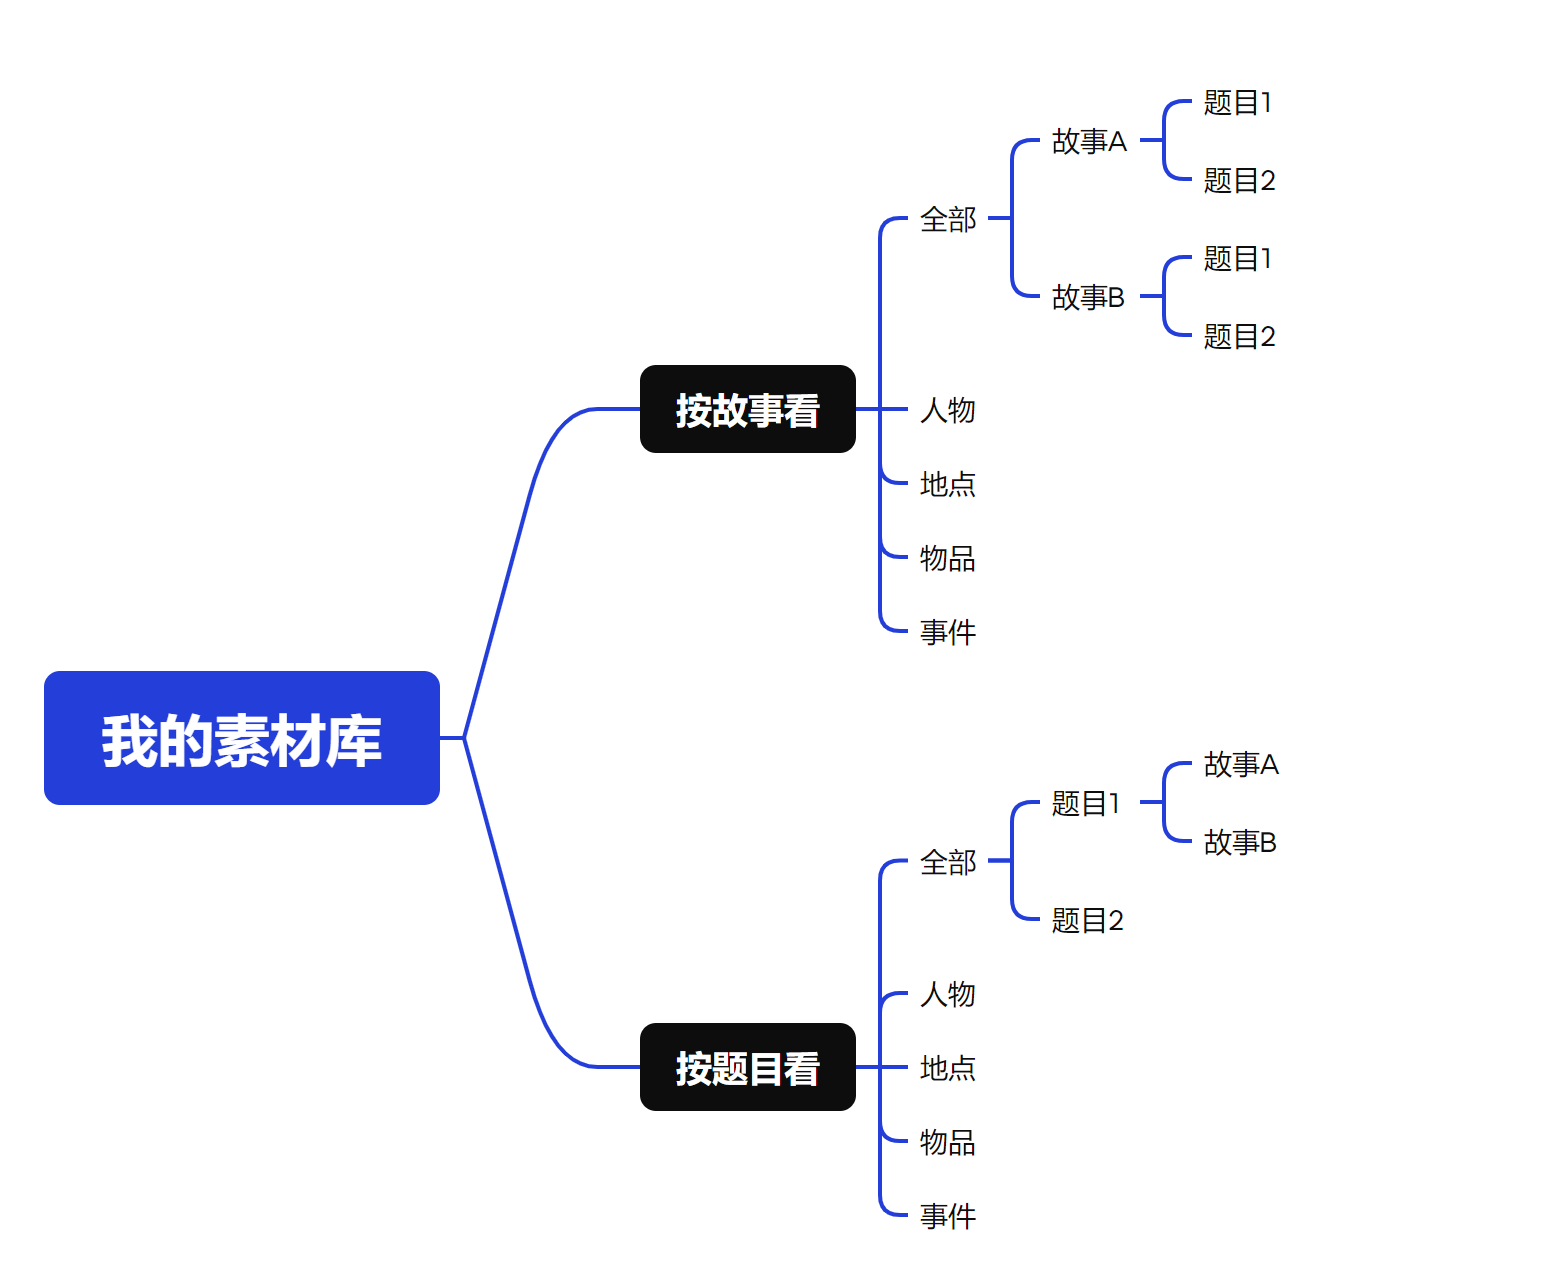 我的素材库
按故事看
全部
故事A
题目1
题目2
故事B
题目1
题目2
人物
地点
物品
事件
按题目看
全部
题目1
故事A
故事B
题目2
人物
地点
物品
事件